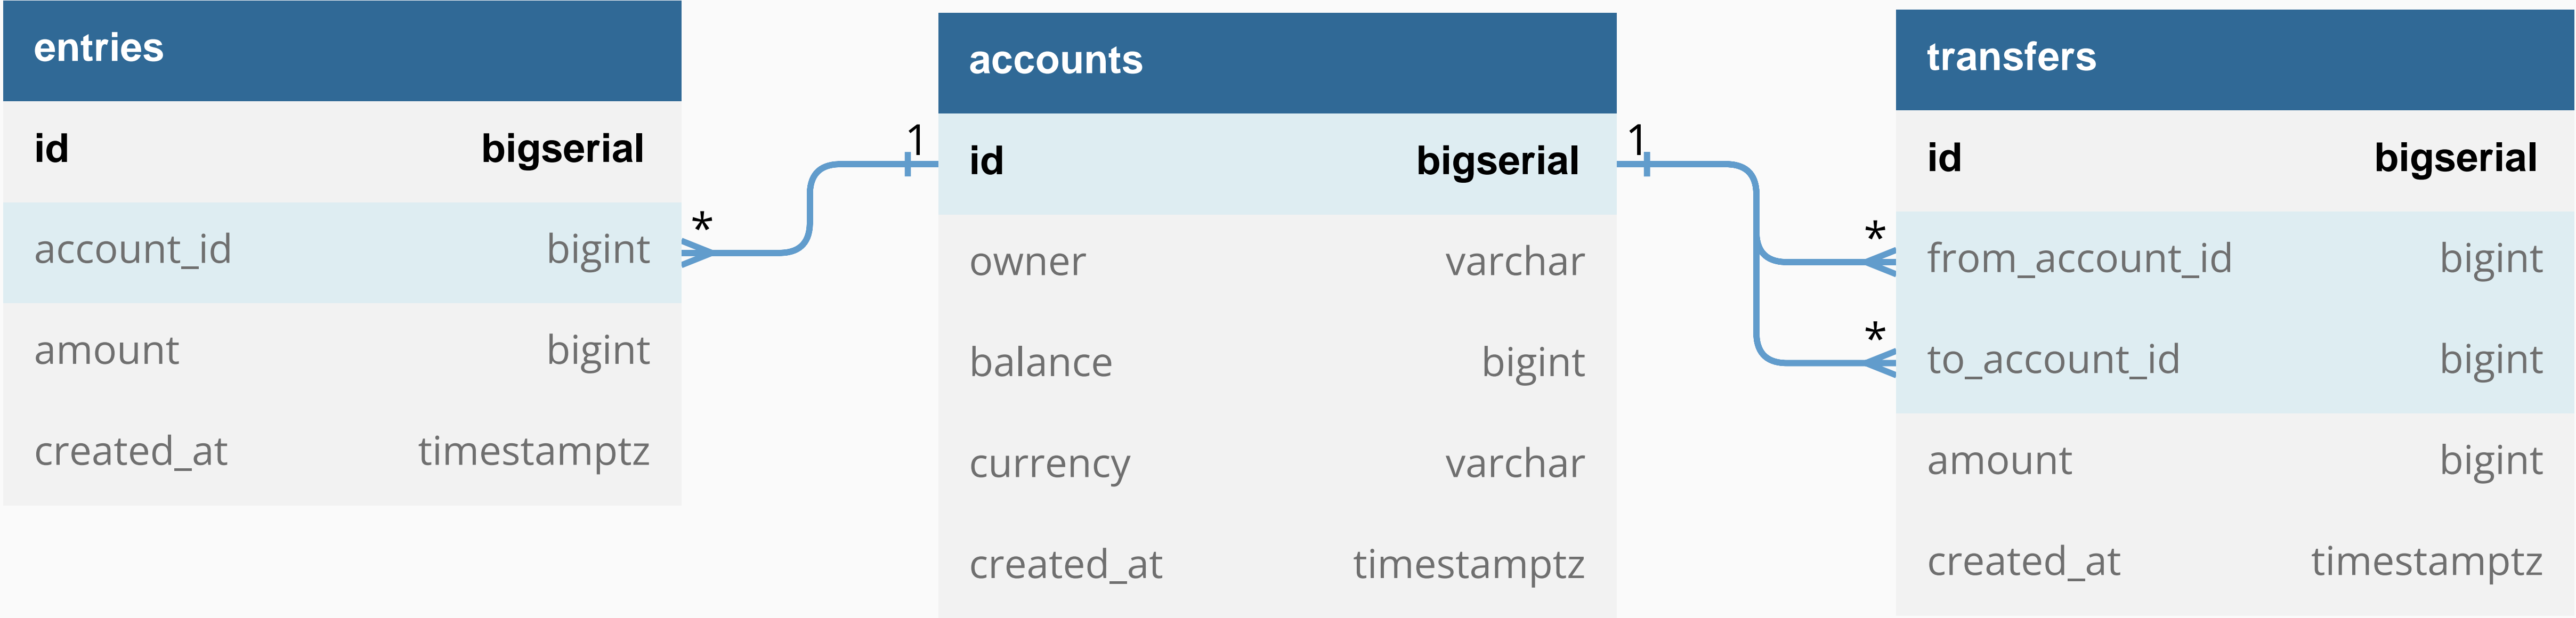 entries
id bigserial
account_id bigint
amount bigint
created_at timestamptz
1
*
accounts
id bigserial
owner varchar
balance bigint
currency varchar
created_at timestamptz
1
*
*
transfers
id bigserial
from_account_id bigint
to_account_id bigint
amount bigint
created_at timestamptz